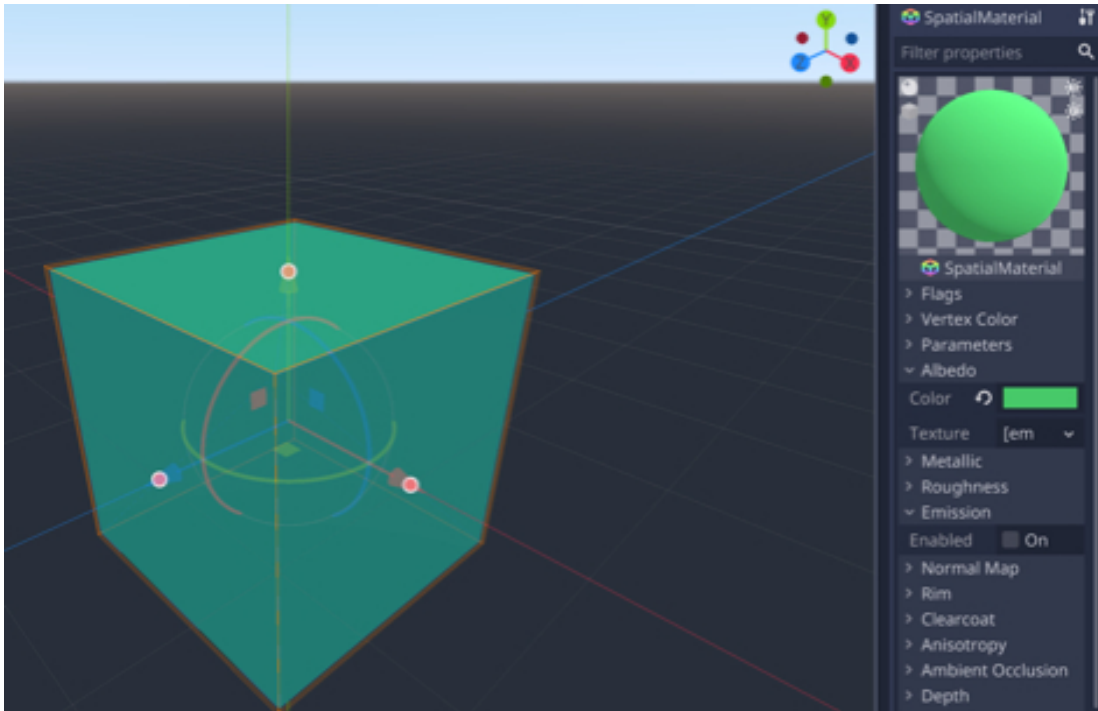 Y
Z
X
SpatialMaterial
Filter properties
SpatialMaterial
Flags
Vertex Color
Parameters
Albedo
Color
Texture [em
Metallic
Roughness
Emission
Enabled On
Normal Map
Rim
Clearcoat
Anisotropy
Ambient Occlusion
Depth